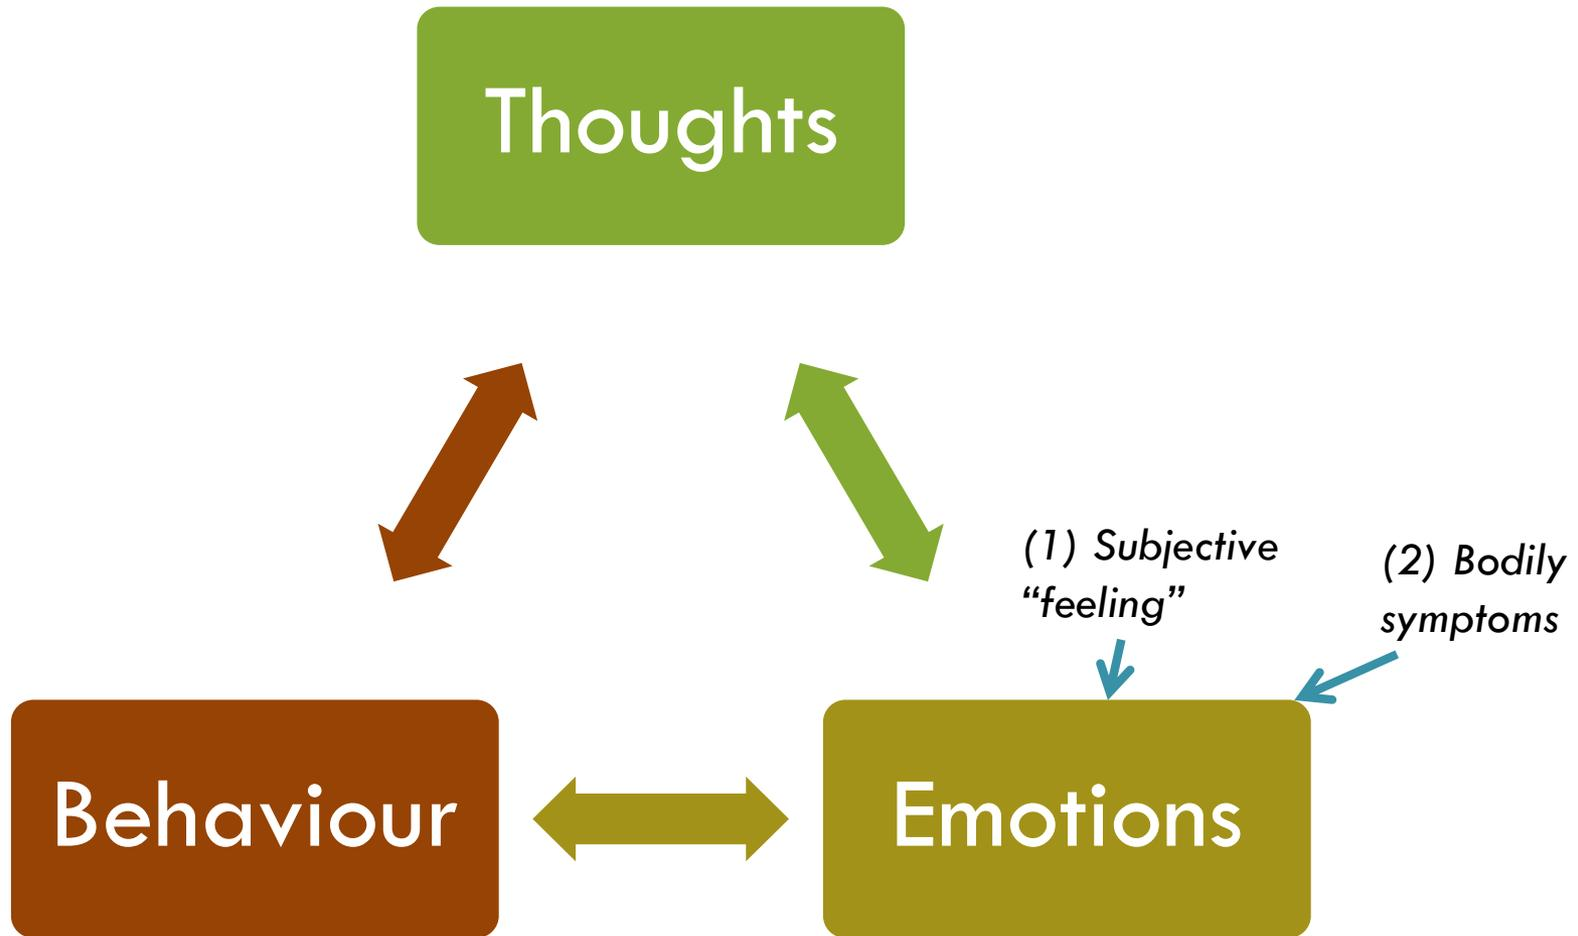 Thoughts
(1) Subjective
“feeling”
(2) Bodily
symptoms
Behaviour
Emotions